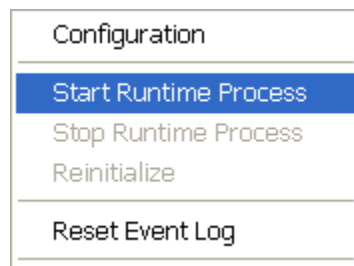 Configuration
Start Runtime Process
Stop Runtime Process
Reinitialize
Reset Event Log